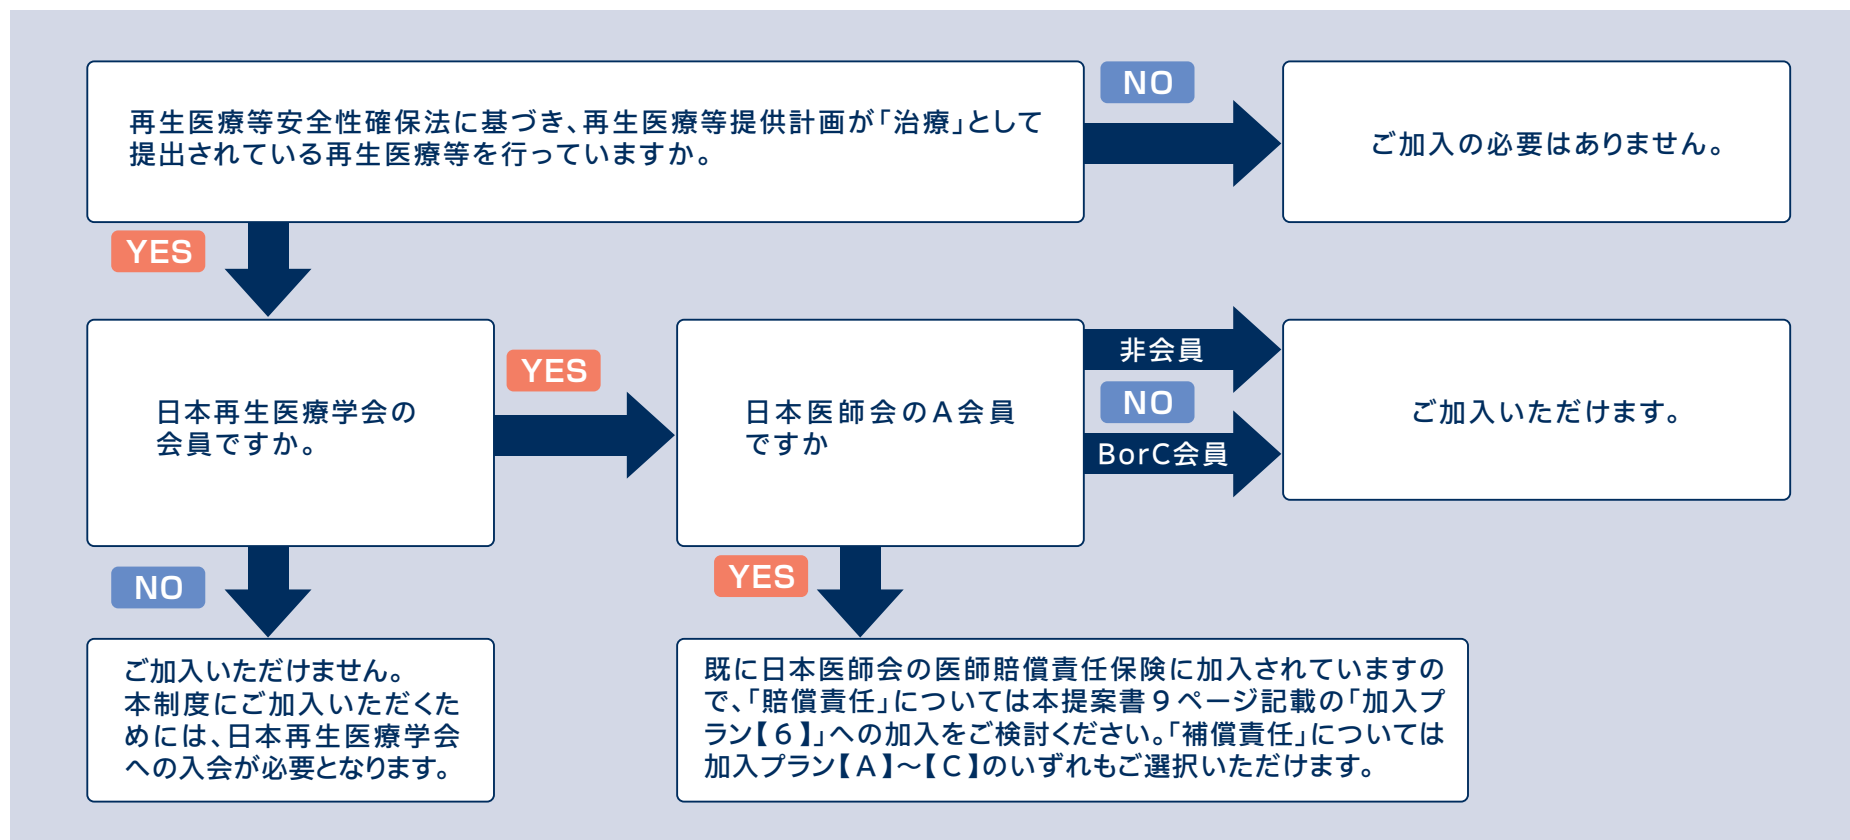 再生医療等安全性確保法に基づき、再生医療等提供計画が「治療」として
提出されている再生医療等を行っていますか。
NO
ご加入の必要はありません。
YES
日本再生医療学会の
会員ですか。
YES
日本医師会のA会員
ですか
非会員
NO
BorC会員
ご加入いただけます。
NO
ご加入いただけません。
本制度にご加入いただくた
めには、日本再生医療学会
への入会が必要となります。
YES
既に日本医師会の医師賠償責任保険に加入されていますの
で、「賠償責任」については本提案書9ページ記載の「加入プ
ラン【6】」への加入をご検討ください。「補償責任」については
加入プラン【A】～【C】のいずれもご選択いただけます。